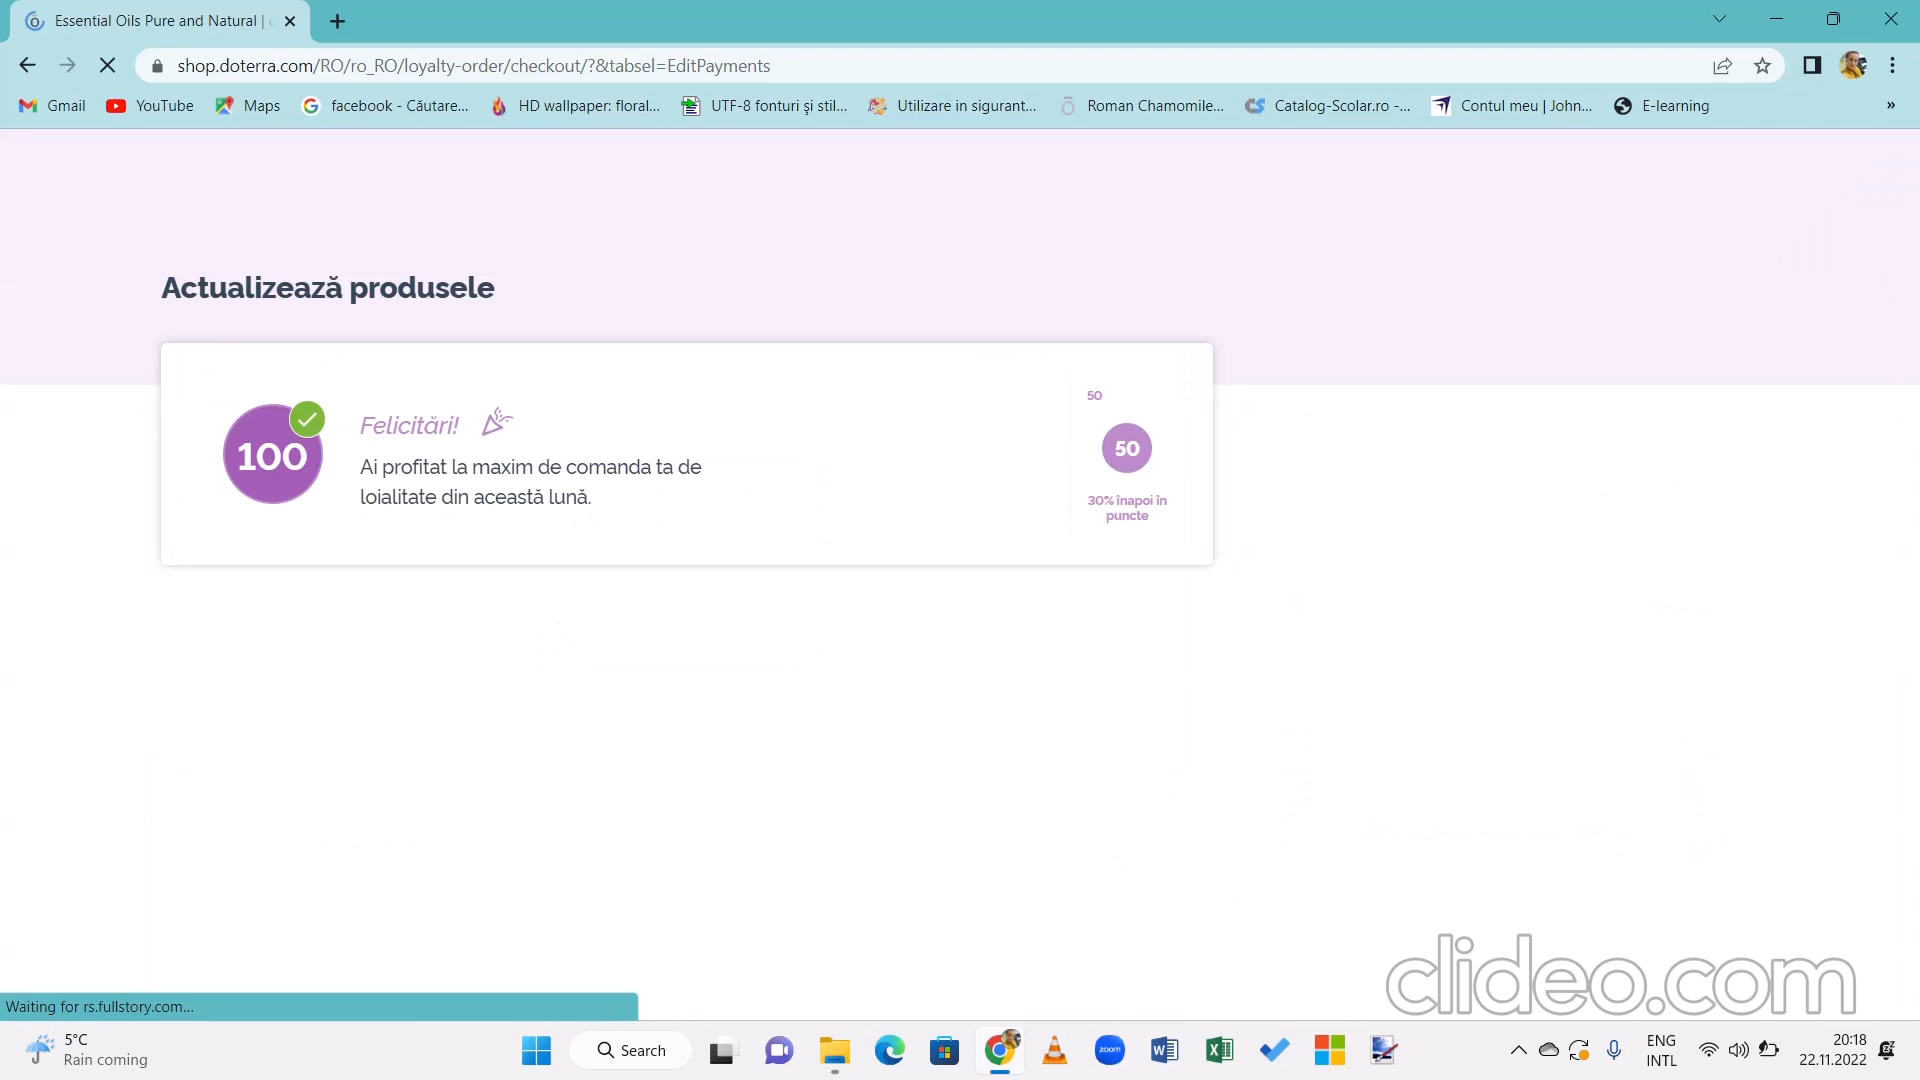 Essential Oils Pure and Natural |
shop.doterra.com/RO/ro_RO/loyalty-order/checkout/?&tabsel=EditPayments
Gmail
YouTube
Maps
facebook - Căutare...
HD wallpaper: floral...
UTF-8 fonturi și stil...
Utilizare in sigurant...
Roman Chamomile...
Catalog-Scolar.ro -...
Contul meu | John...
E-learning
»
Actualizează produsele
100
Felicitări!
Ai profitat la maxim de comanda ta de
loialitate din această lună.
50
50
30% înapoi în
puncte
clideo.com
Waiting for rs.fullstory.com...
5°C
Rain coming
Search
zoom
ENG
INTL
20:18
22.11.2022